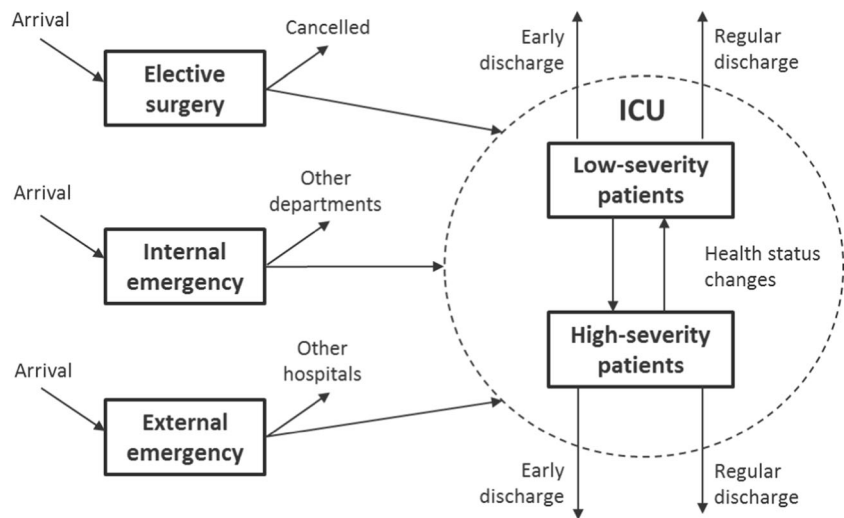 Arrival
Elective
surgery
Cancelled
Arrival
Internal
emergency
Other
departments
Arrival
External
emergency
Other
hospitals
Early
discharge
Regular
discharge
ICU
Low-severity
patients
Health status
changes
High-severity
patients
Early
discharge
Regular
discharge